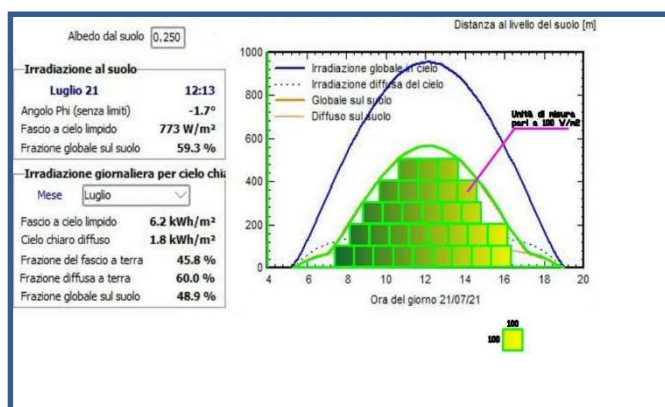 Distanza al livello del suolo [m]
Albedo dal suolo 0.250
Irradiazione al suolo
Luglio 21 12:13
Angolo Phi (senza limiti) -1.7°
Fascio a cielo limpido 773 W/m²
Frazione globale sul suolo 59.3 %
Irradiazione giornaliera per cielo chia
Mese Luglio
Fascio a cielo limpido 6.2 kWh/m²
Cielo chiaro diffuso 1.8 kWh/m²
Frazione del fascio a terra 45.8 %
Frazione diffusa a terra 60.0 %
Frazione globale sul suolo 48.9 %
1000
800
600
400
200
0
Irradiazione globale in cielo
Irradiazione diffusa del cielo
Globale sul suolo
Diffuso sul suolo
Unità di misura
pari a 100 V/m2
4 6 8 10 12 14 16 18 20
Ora del giorno 21/07/21
100
100